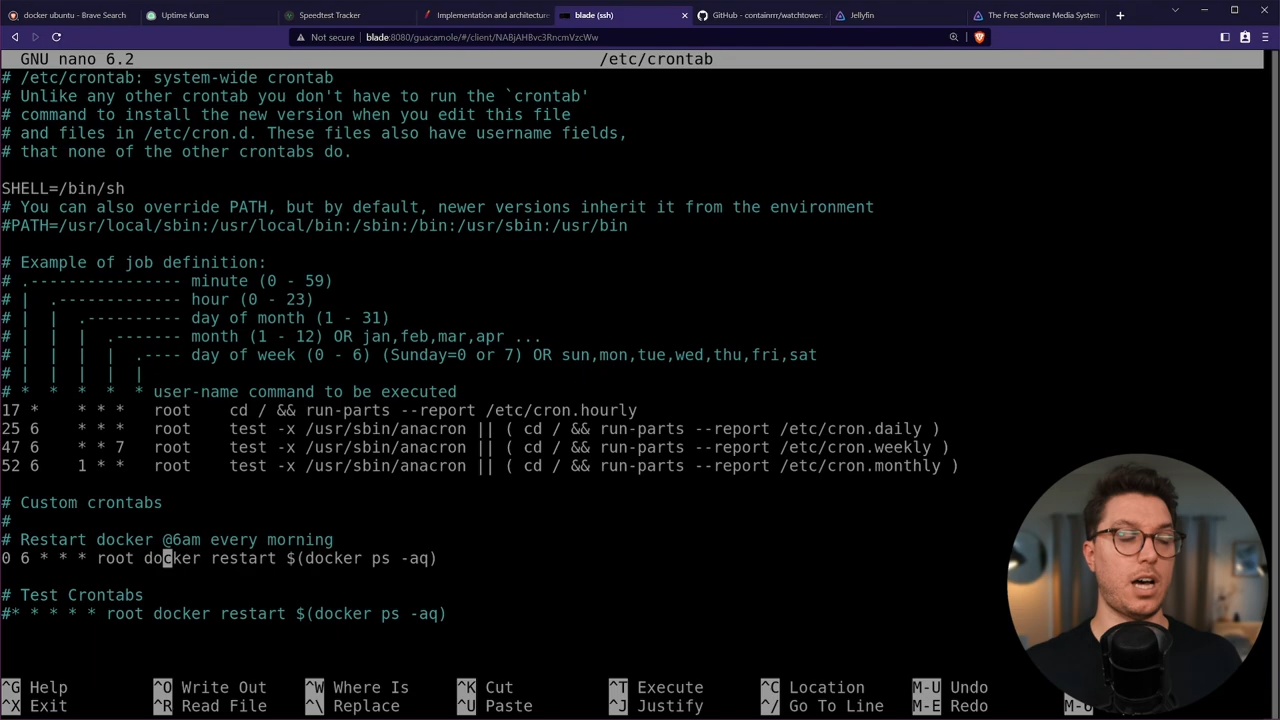 docker ubuntu - Brave Search
Uptime Kuma
Speedtest Tracker
Implementation and architecture
blade (ssh)
GitHub - containrrr/watchtower
Jellyfin
The Free Software Media System
Not secure
blade:8080/guacamole/#/client/NABjAHBvc3RncmVzcWw
GNU nano 6.2 /etc/crontab
# /etc/crontab: system-wide crontab
# Unlike any other crontab you don't have to run the `crontab'
# command to install the new version when you edit this file
# and files in /etc/cron.d. These files also have username fields,
# that none of the other crontabs do.
SHELL=/bin/sh
# You can also override PATH, but by default, newer versions inherit it from the environment
#PATH=/usr/local/sbin:/usr/local/bin:/sbin:/bin:/usr/sbin:/usr/bin
# Example of job definition:
# .---------------- minute (0 - 59)
# | .------------- hour (0 - 23)
# | | .---------- day of month (1 - 31)
# | | | .------- month (1 - 12) OR jan,feb,mar,apr ...
# | | | | .---- day of week (0 - 6) (Sunday=0 or 7) OR sun,mon,tue,wed,thu,fri,sat
# | | | | |
# * * * * * user-name command to be executed
17 * * * * root cd / && run-parts --report /etc/cron.hourly
25 6 * * * root test -x /usr/sbin/anacron || ( cd / && run-parts --report /etc/cron.daily )
47 6 * * 7 root test -x /usr/sbin/anacron || ( cd / && run-parts --report /etc/cron.weekly )
52 6 1 * * root test -x /usr/sbin/anacron || ( cd / && run-parts --report /etc/cron.monthly )
# Custom crontabs
#
# Restart docker @6am every morning
0 6 * * * root docker restart $(docker ps -aq)
# Test Crontabs
#* * * * * root docker restart $(docker ps -aq)
^G Help ^O Write Out ^W Where Is ^K Cut ^T Execute ^C Location M-U Undo
^X Exit ^R Read File ^\ Replace ^U Paste ^J Justify ^/ Go To Line M-E Redo